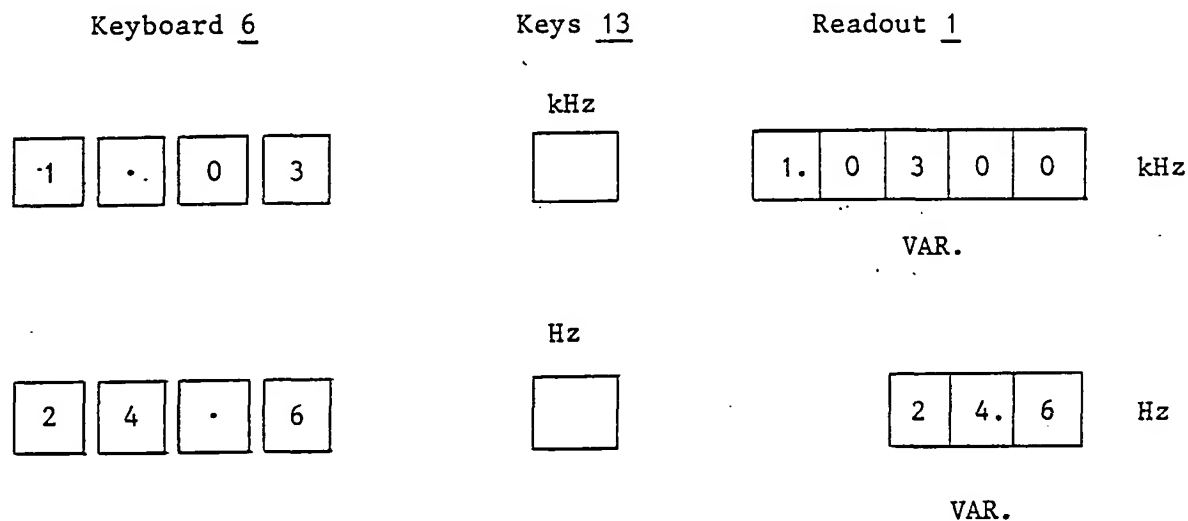 Keyboard 6 Keys 13 Readout 1
kHz
1 . 0 3 1. 0 3 0 0 kHz
VAR.
Hz
2 4 . 6 2 4. 6 Hz
VAR.